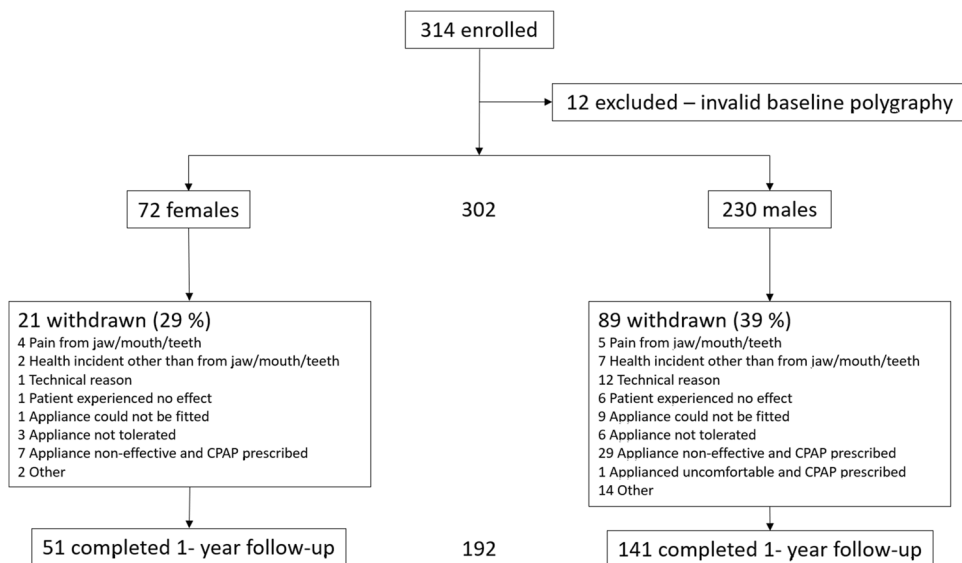 314 enrolled
12 excluded – invalid baseline polygraphy
72 females
302
230 males
21 withdrawn (29 %)
4 Pain from jaw/mouth/teeth
2 Health incident other than from jaw/mouth/teeth
1 Technical reason
1 Patient experienced no effect
1 Appliance could not be fitted
3 Appliance not tolerated
7 Appliance non-effective and CPAP prescribed
2 Other
89 withdrawn (39 %)
5 Pain from jaw/mouth/teeth
7 Health incident other than from jaw/mouth/teeth
12 Technical reason
6 Patient experienced no effect
9 Appliance could not be fitted
6 Appliance not tolerated
29 Appliance non-effective and CPAP prescribed
1 Applianced uncomfortable and CPAP prescribed
14 Other
51 completed 1- year follow-up
192
141 completed 1- year follow-up